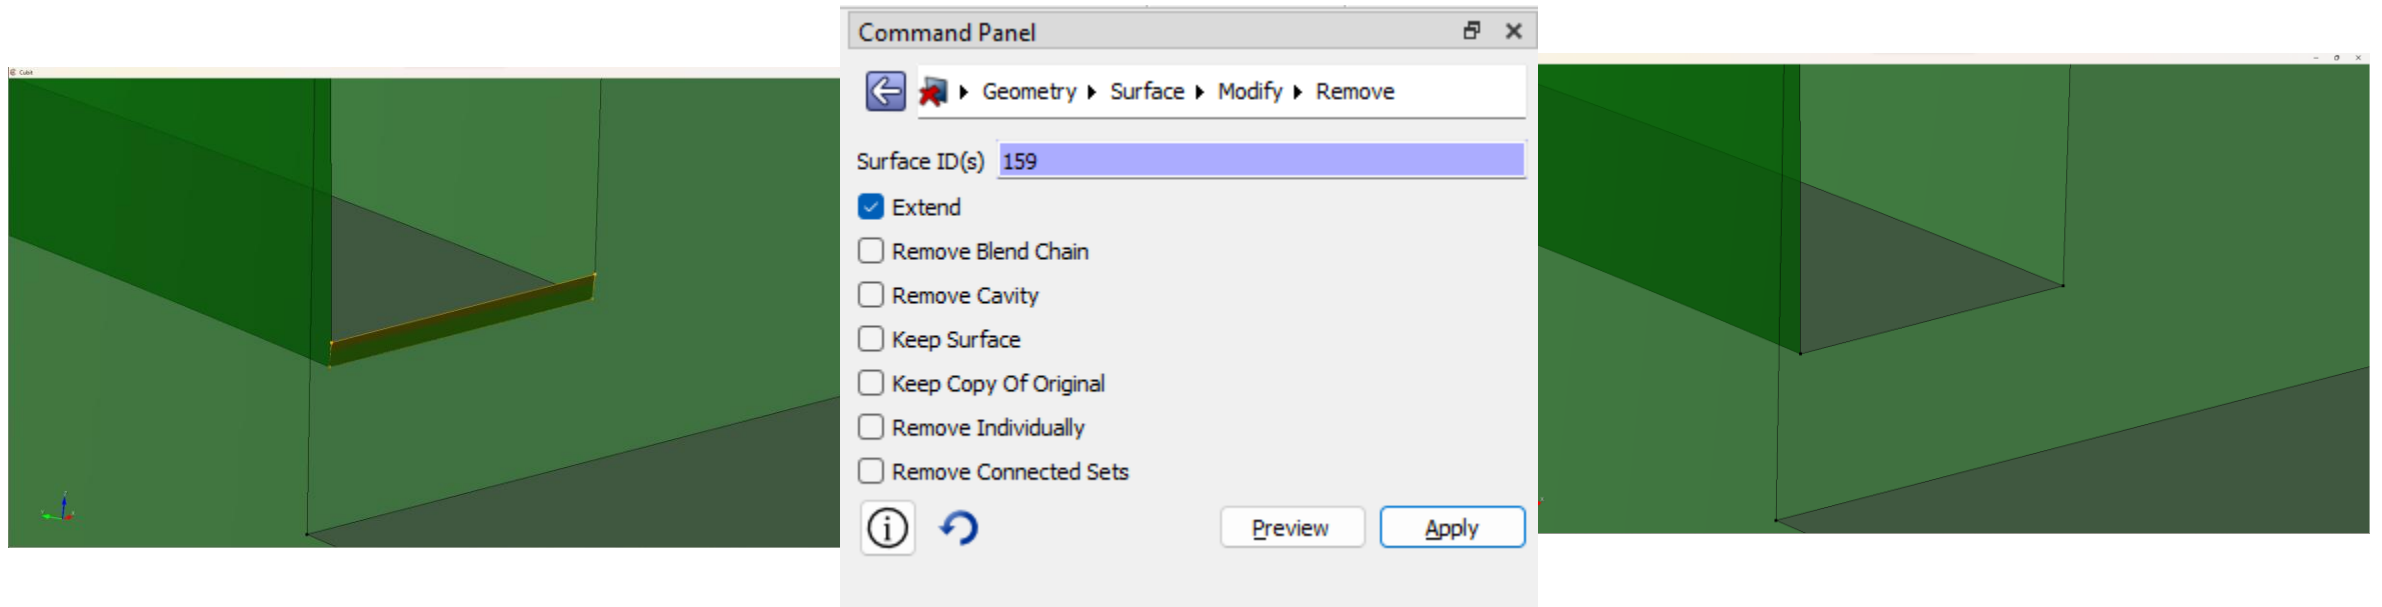 Cubit
Command Panel
Geometry Surface Modify Remove
Surface ID(s) 159
Extend
Remove Blend Chain
Remove Cavity
Keep Surface
Keep Copy Of Original
Remove Individually
Remove Connected Sets
Preview Apply